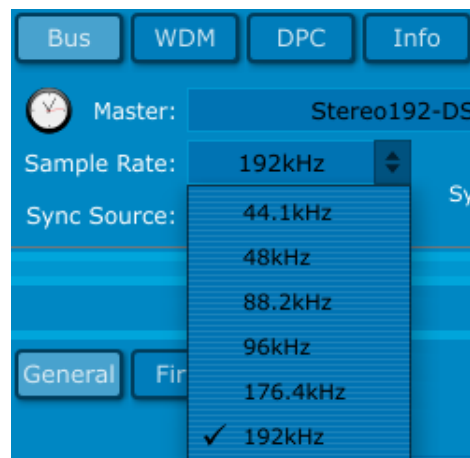 Bus WDM DPC Info
Master: Stereo192-DS
Sample Rate: 192kHz
Sync Source:
44.1kHz
48kHz
88.2kHz
96kHz
General
176.4kHz
192kHz